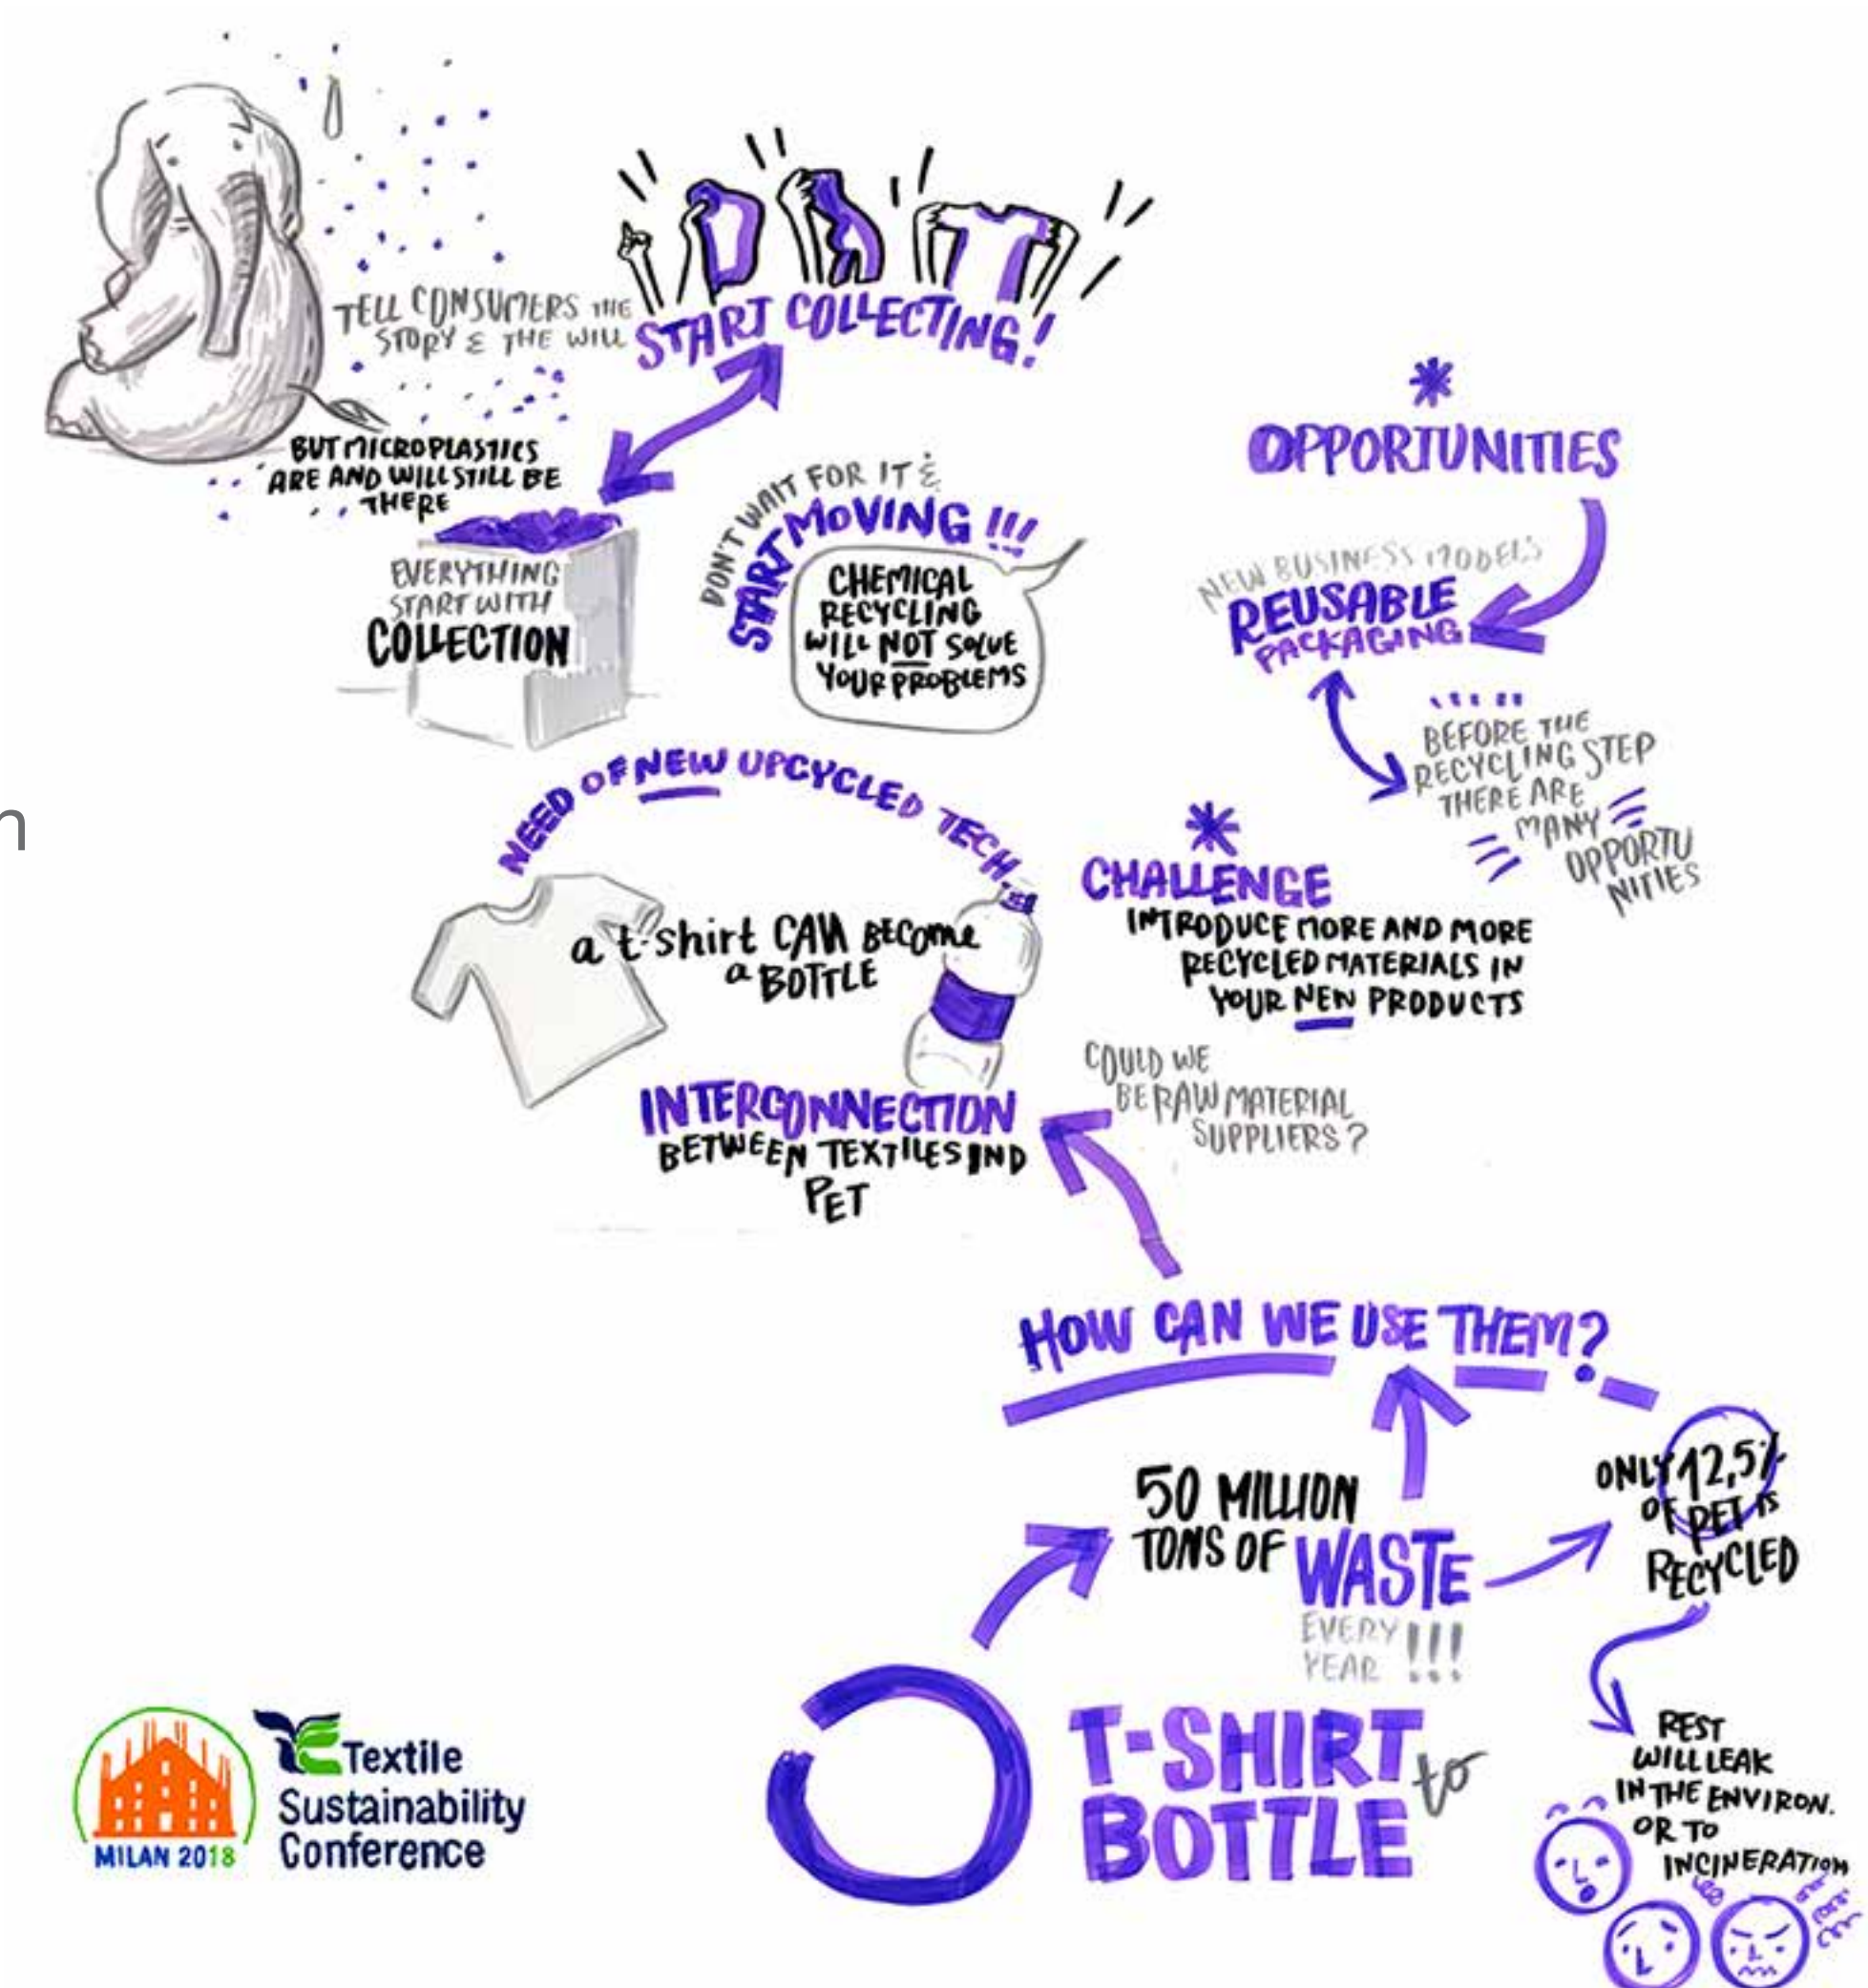 TELL CONSUMERS THE
STORY & THE WILL
START COLLECTING!
BUT MICROPLASTICS
ARE AND WILL STILL BE
THERE
EVERYTHING
START WITH
COLLECTION
DON'T WAIT FOR IT &
START MOVING !!!
CHEMICAL
RECYCLING
WILL NOT SOLVE
YOUR PROBLEMS
OPPORTUNITIES
NEW BUSINESS MODELS
REUSABLE
PACKAGING
BEFORE THE
RECYCLING STEP
THERE ARE
MANY
OPPORTU
NITIES
n
NEED OF NEW UPCYCLED TECH.
a t-shirt CAN BECOME
a BOTTLE
CHALLENGE
INTRODUCE MORE AND MORE
RECYCLED MATERIALS IN
YOUR NEW PRODUCTS
INTERCONNECTION
BETWEEN TEXTILES IND
PET
COULD WE
BE RAW MATERIAL
SUPPLIERS?
HOW CAN WE USE THEM?
50 MILLION
TONS OF WASTE
EVERY
YEAR !!!
ONLY 12,5%
OF PET IS
RECYCLED
REST
WILL LEAK
IN THE ENVIRON.
OR TO
INCINERATION
T-SHIRT to
BOTTLE
MILAN 2018
Textile
Sustainability
Conference